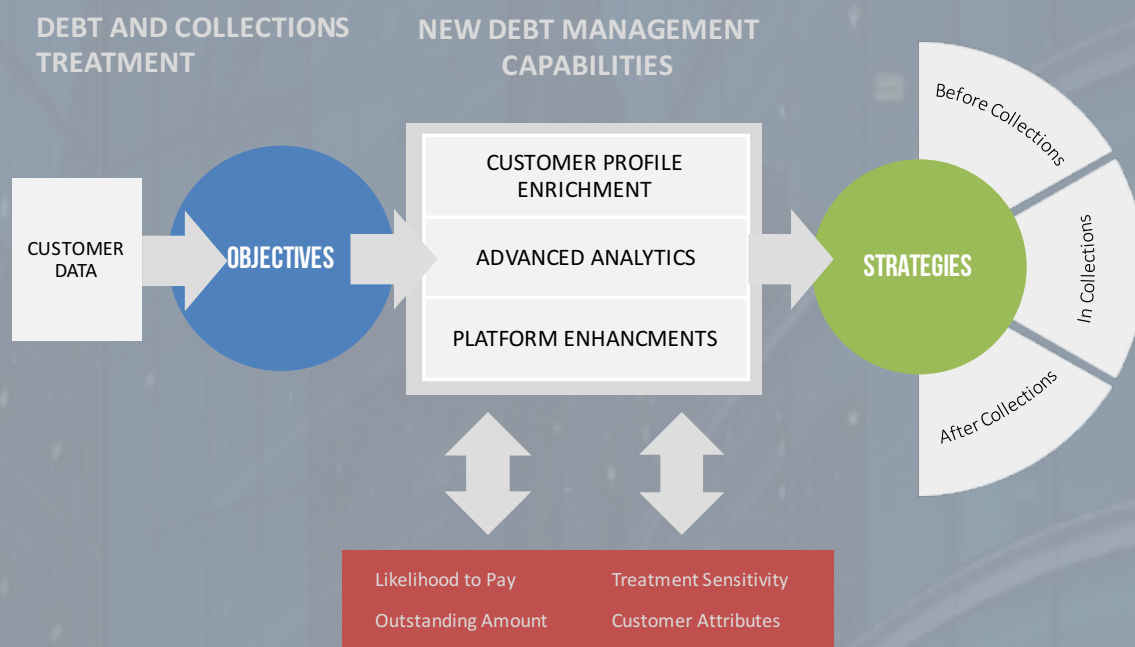 DEBT AND COLLECTIONS
TREATMENT
NEW DEBT MANAGEMENT
CAPABILITIES
CUSTOMER
DATA
OBJECTIVES
CUSTOMER PROFILE
ENRICHMENT
ADVANCED ANALYTICS
PLATFORM ENHANCMENTS
STRATEGIES
Before Collections
In Collections
After Collections
Likelihood to Pay
Treatment Sensitivity
Outstanding Amount
Customer Attributes